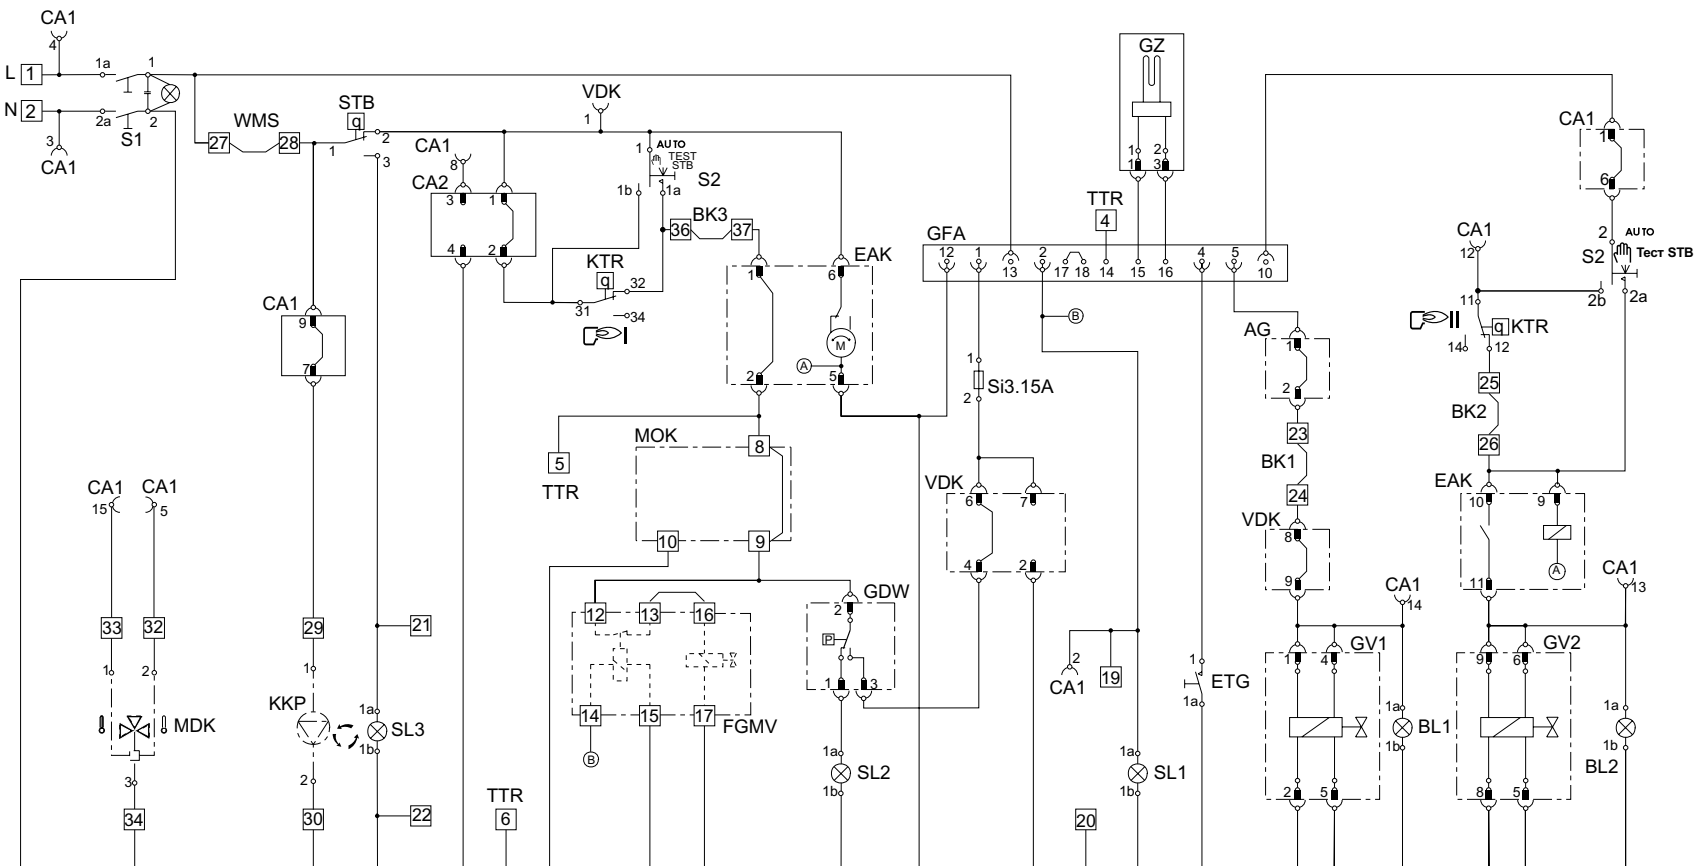 CA1
4
L 1
1a
1
N 2
2a
2
S1
3
CA1
27 WMS 28
STB
q
1
2
3
CA1
8
CA2
3
1
4
2
VDK
1
1
AUTO
TEST
STB
S2
1b
1a
36 BK3 37
KTR
q
31
32
34
I
EAK
1
6
M
A
2
5
CA1
9
7
MOK
8
10
9
5
TTR
GFA
12
1
13
2
17
18
14
15
16
4
5
10
TTR
4
GZ
1
2
1
3
B
1
Si3.15A
2
VDK
6
7
4
2
AG
1
2
23
BK1
24
VDK
8
9
CA1
1
6
2
AUTO
S2
Тест STB
2b
2a
CA1
12
11
II
q KTR
14
12
25
BK2
26
EAK
10
9
A
11
CA1
13
CA1
14
CA1
15
CA1
5
33
32
1
2
MDK
3
34
29
1
KKP
2
30
21
1a
SL3
1b
22
TTR
6
12
13
16
14
15
17
FGMV
B
GDW
2
P
1
3
1a
SL2
1b
2
CA1
19
1a
SL1
1b
20
1
ETG
1a
GV1
1
4
2
5
1a
BL1
1b
GV2
9
6
8
5
1a
1b
BL2